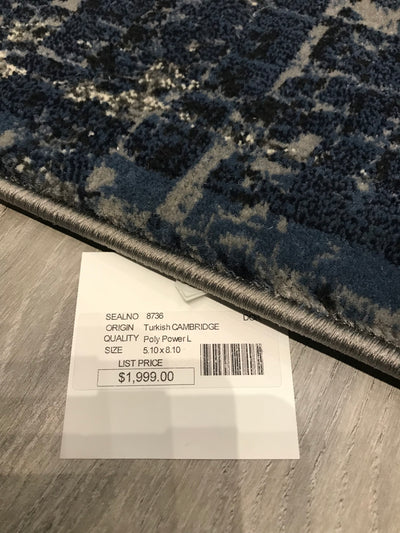 SEALNO 8736
ORIGIN Turkish CAMBRIDGE
QUALITY Poly Power L
SIZE 5.10 x 8.10
LIST PRICE
$1,999.00